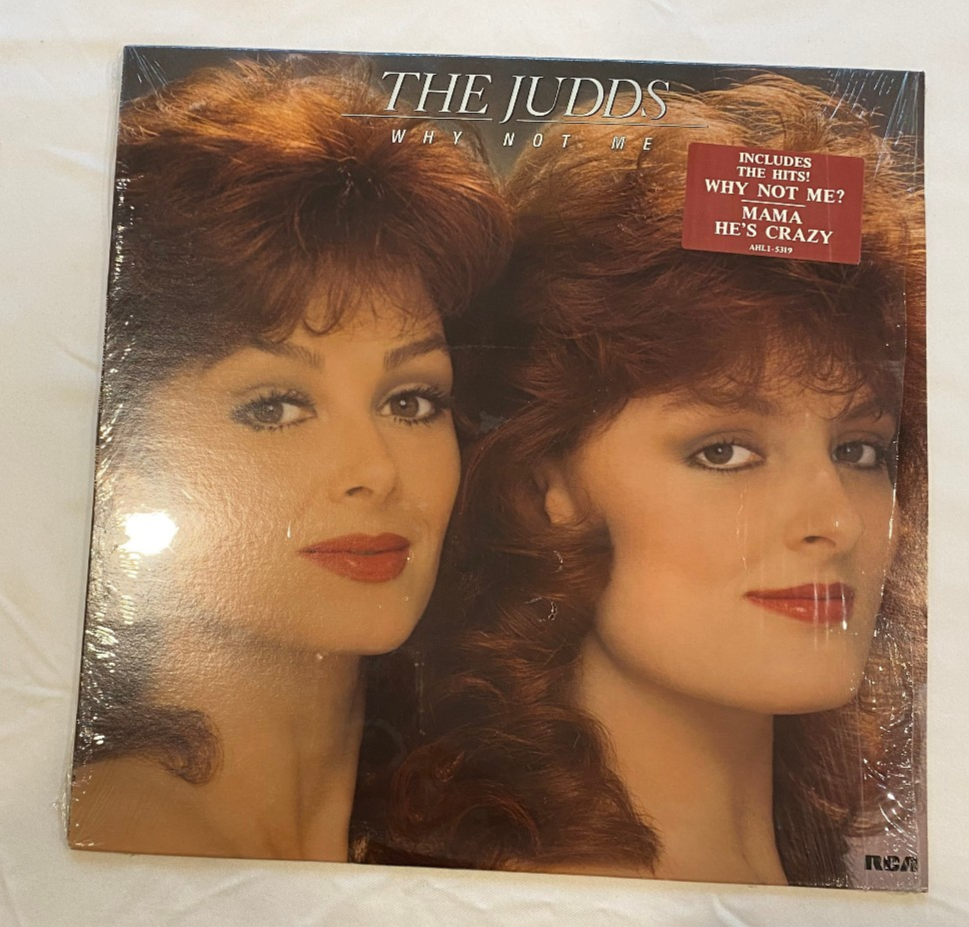 THE JUDDS
WHY NOT ME
INCLUDES
THE HITS!
WHY NOT ME?
MAMA
HE'S CRAZY
AHL1-5319
RCA